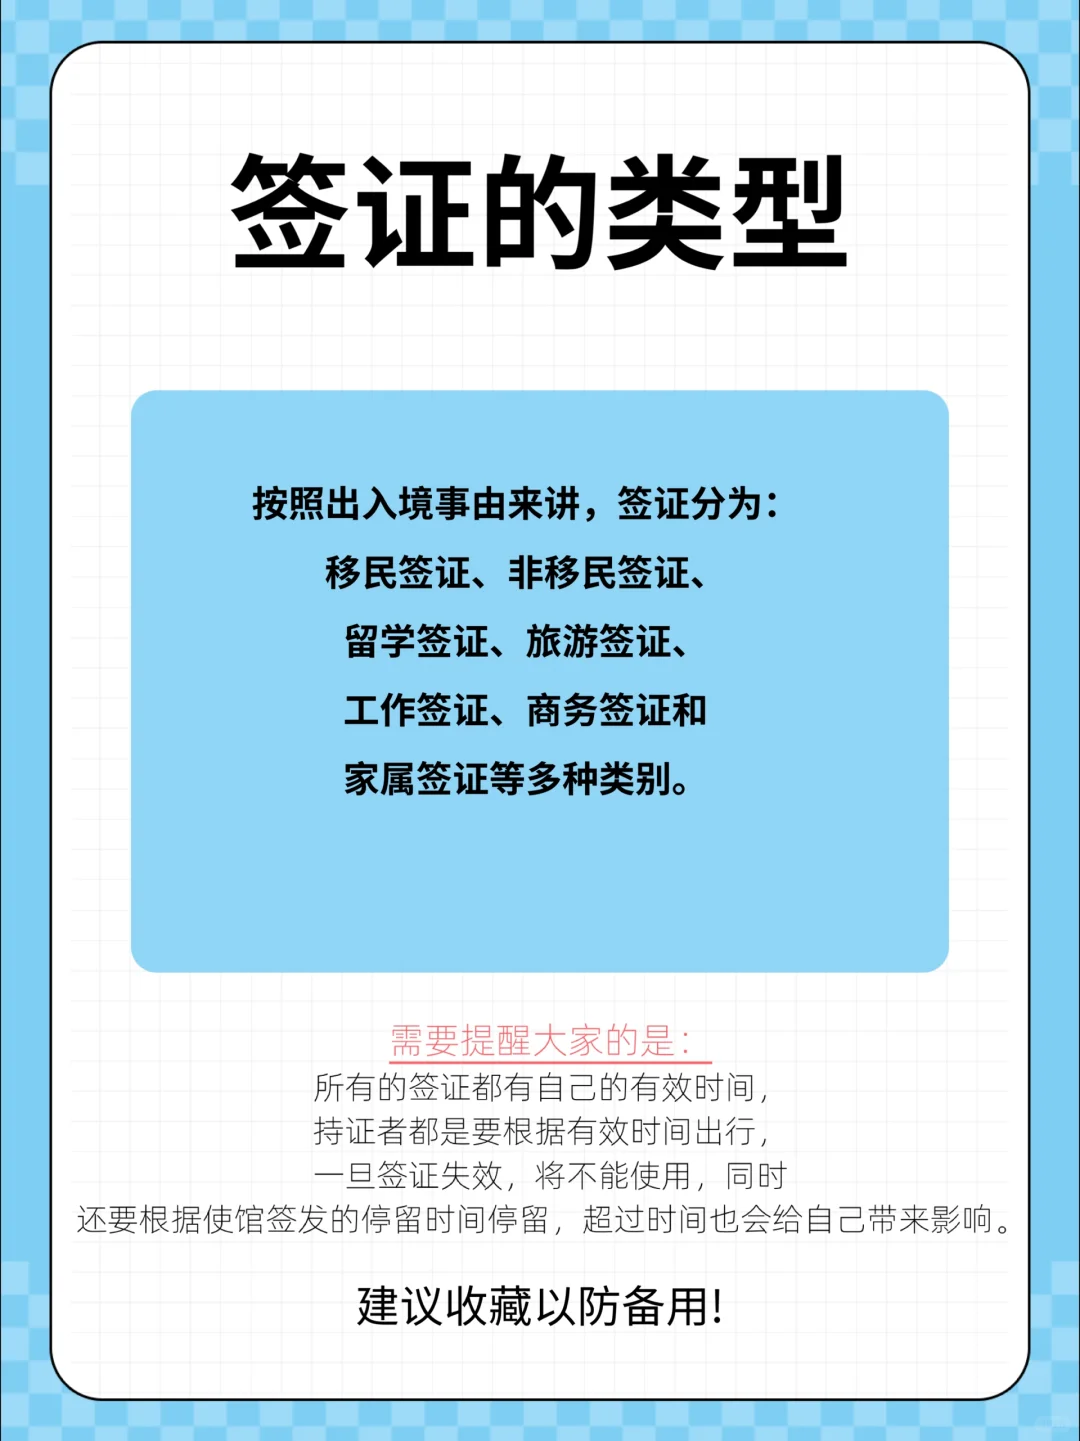 签证的类型
按照出入境事由来讲，签证分为：
移民签证、非移民签证、
留学签证、旅游签证、
工作签证、商务签证和
家属签证等多种类别。
需要提醒大家的是：
所有的签证都有自己的有效时间，
持证者都是要根据有效时间出行，
一旦签证失效，将不能使用，同时
还要根据使馆签发的停留时间停留，超过时间也会给自己带来影响。
建议收藏以防备用!